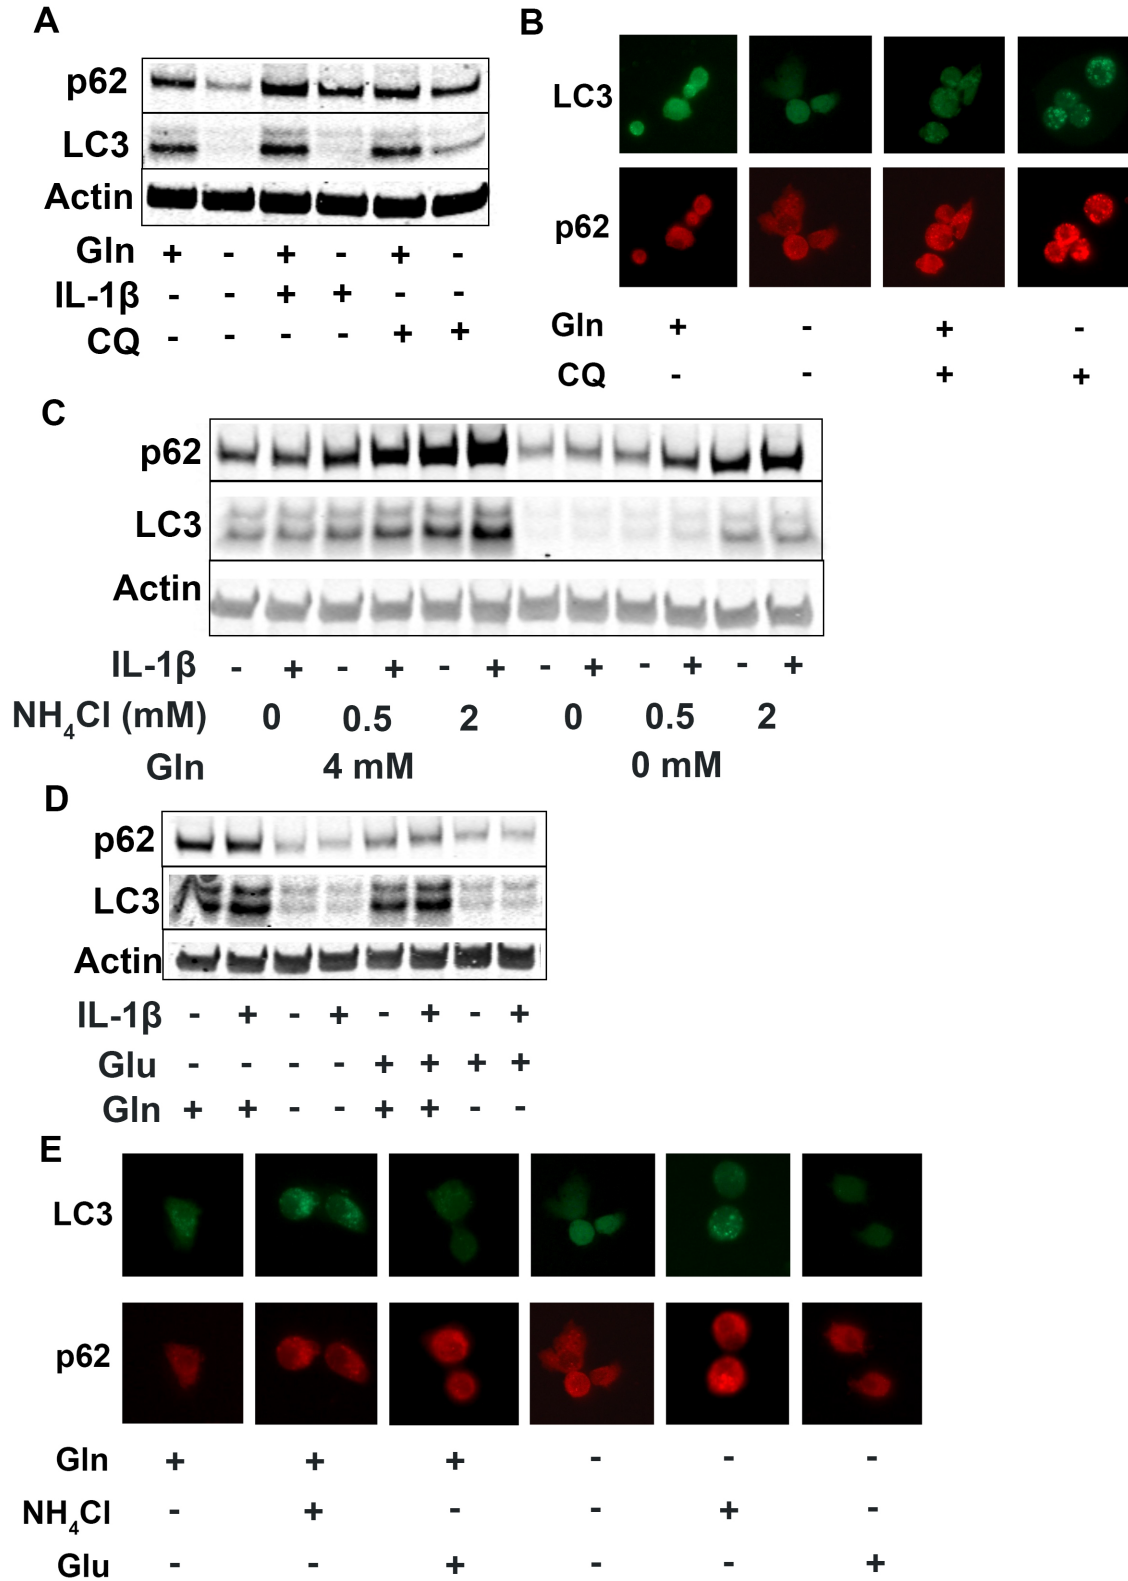 A
p62
LC3
Actin
Gln + - + - + -
IL-1β - - + + - -
CQ - - - - + +
B
LC3
p62
Gln + - + -
CQ - - + +
C
p62
LC3
Actin
IL-1β - + - + - + - + - + - +
NH4Cl (mM) 0 0.5 2 0 0.5 2
Gln 4 mM 0 mM
D
p62
LC3
Actin
IL-1β - + - + - + - +
Glu - - - - + + + +
Gln + + - - + + - -
E
LC3
p62
Gln + + + - - -
NH4Cl - + - - + -
Glu - - + - - +